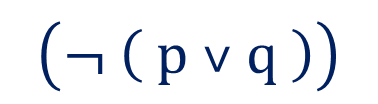 (¬ ( p ∨ q ))